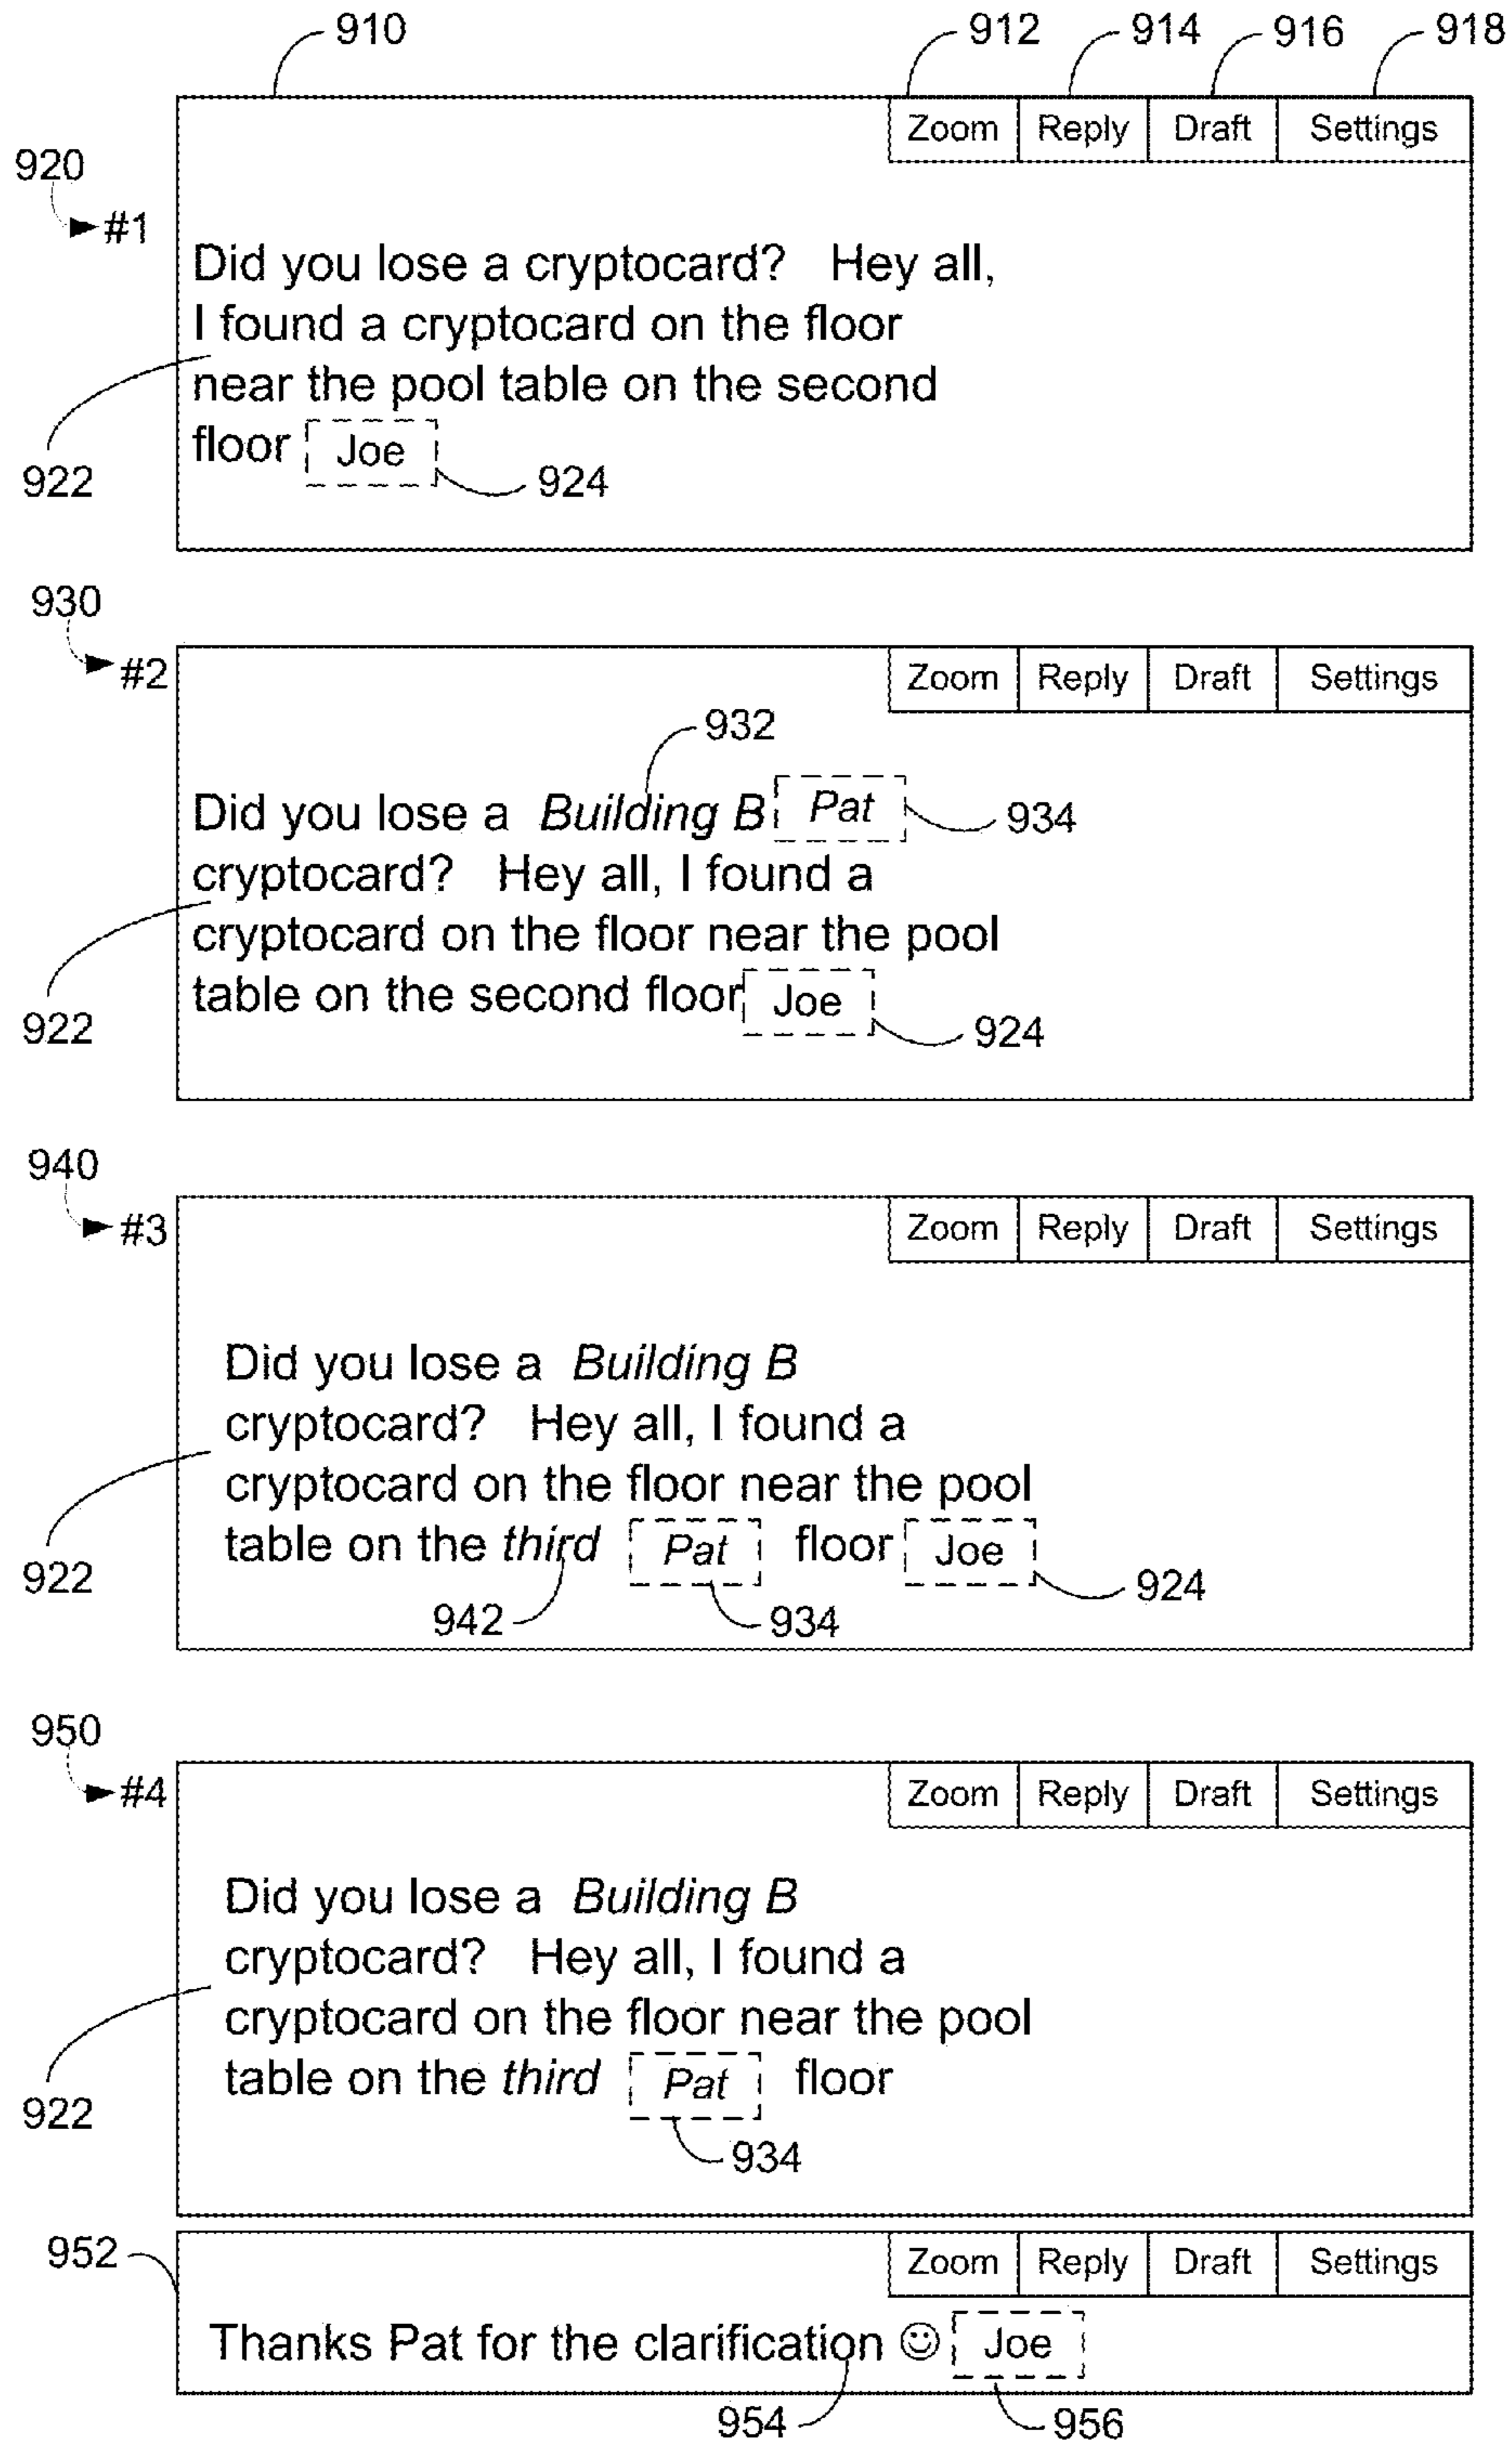 910 912 914 916 918
Zoom Reply Draft Settings
920
#1
Did you lose a cryptocard? Hey all,
I found a cryptocard on the floor
near the pool table on the second
floor Joe
922 924
930
#2 Zoom Reply Draft Settings
932
Did you lose a Building B Pat 934
cryptocard? Hey all, I found a
cryptocard on the floor near the pool
table on the second floor Joe
922 924
940
#3 Zoom Reply Draft Settings
Did you lose a Building B
cryptocard? Hey all, I found a
cryptocard on the floor near the pool
table on the third Pat floor Joe
922 942 934 924
950
#4 Zoom Reply Draft Settings
Did you lose a Building B
cryptocard? Hey all, I found a
cryptocard on the floor near the pool
table on the third Pat floor
922 934
952 Zoom Reply Draft Settings
Thanks Pat for the clarification ☺ Joe
954 956